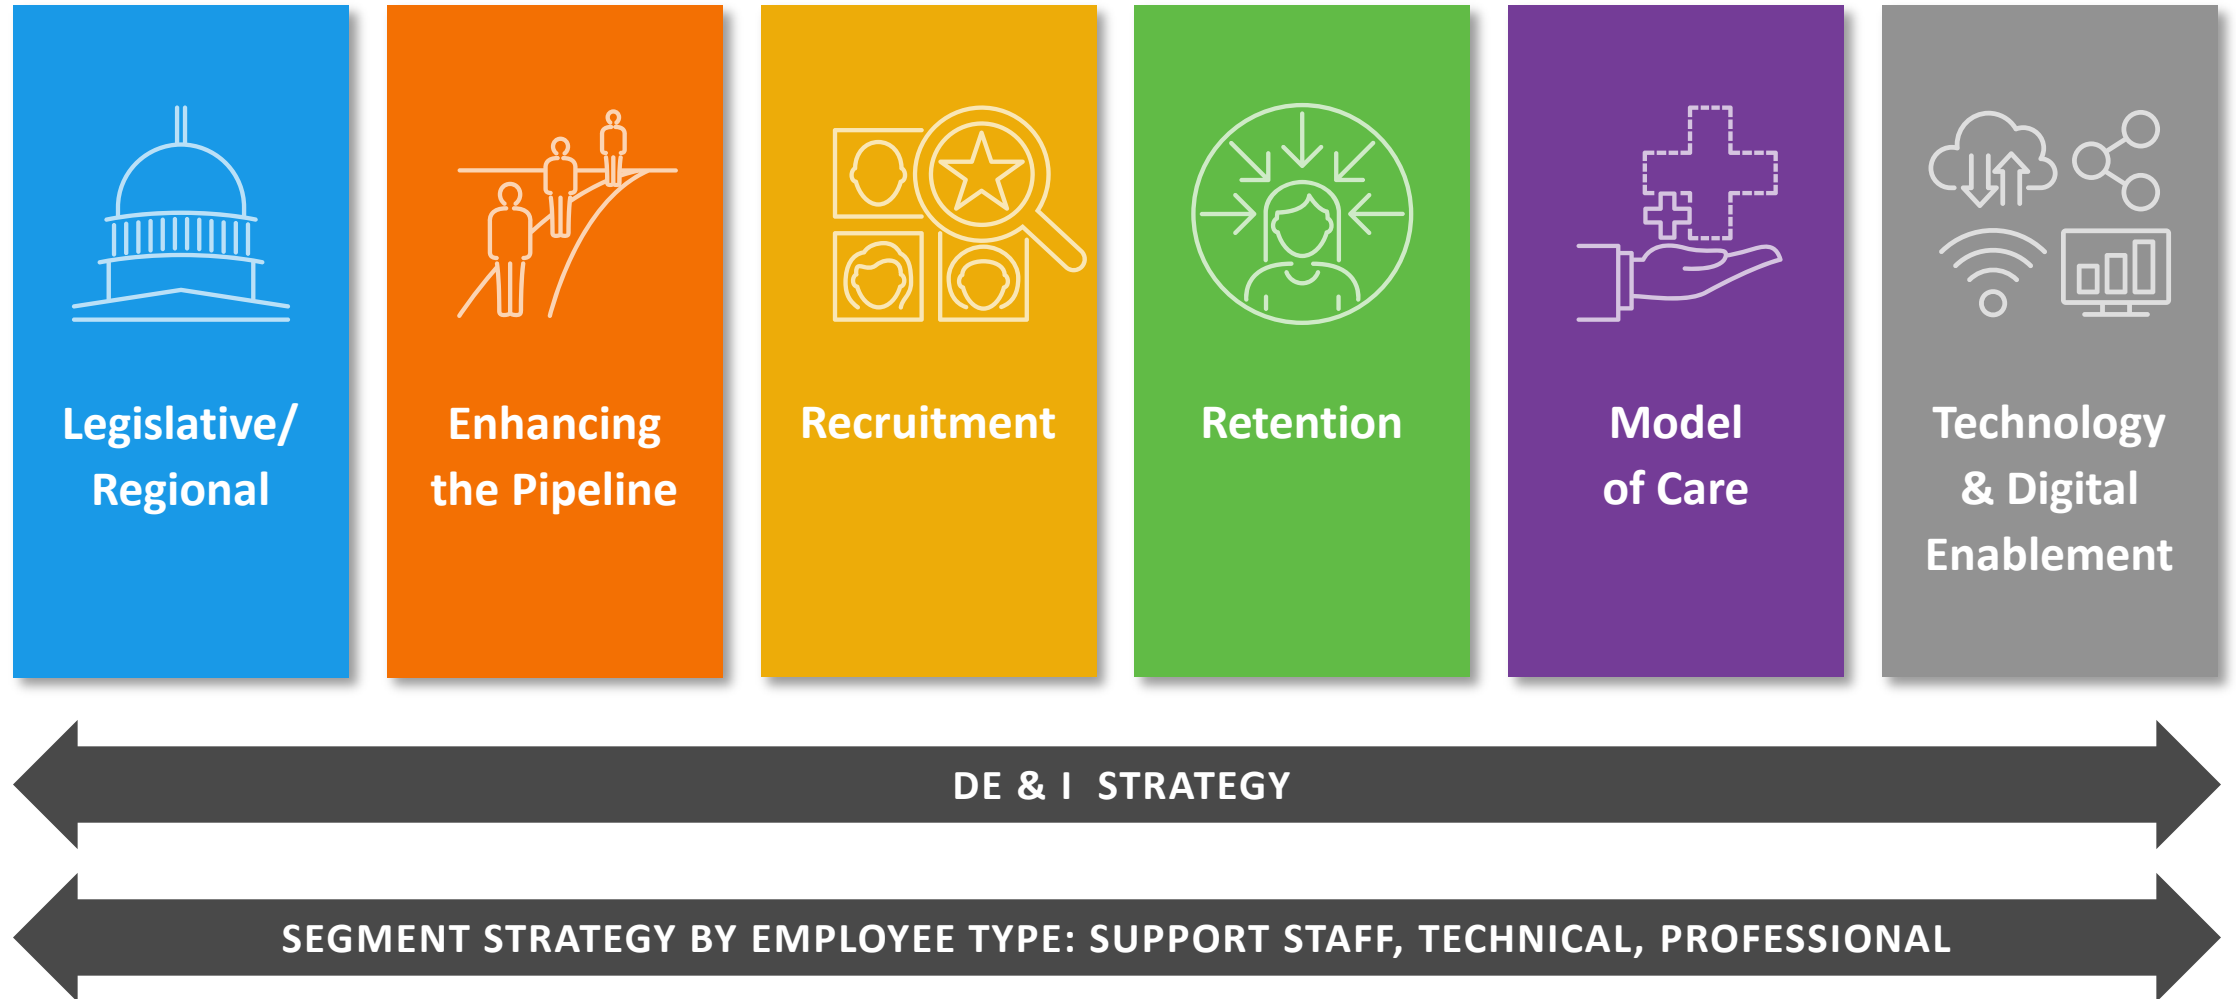 Legislative/
Regional
Enhancing
the Pipeline
Recruitment
Retention
Model
of Care
Technology
& Digital
Enablement
DE & I STRATEGY
SEGMENT STRATEGY BY EMPLOYEE TYPE: SUPPORT STAFF, TECHNICAL, PROFESSIONAL